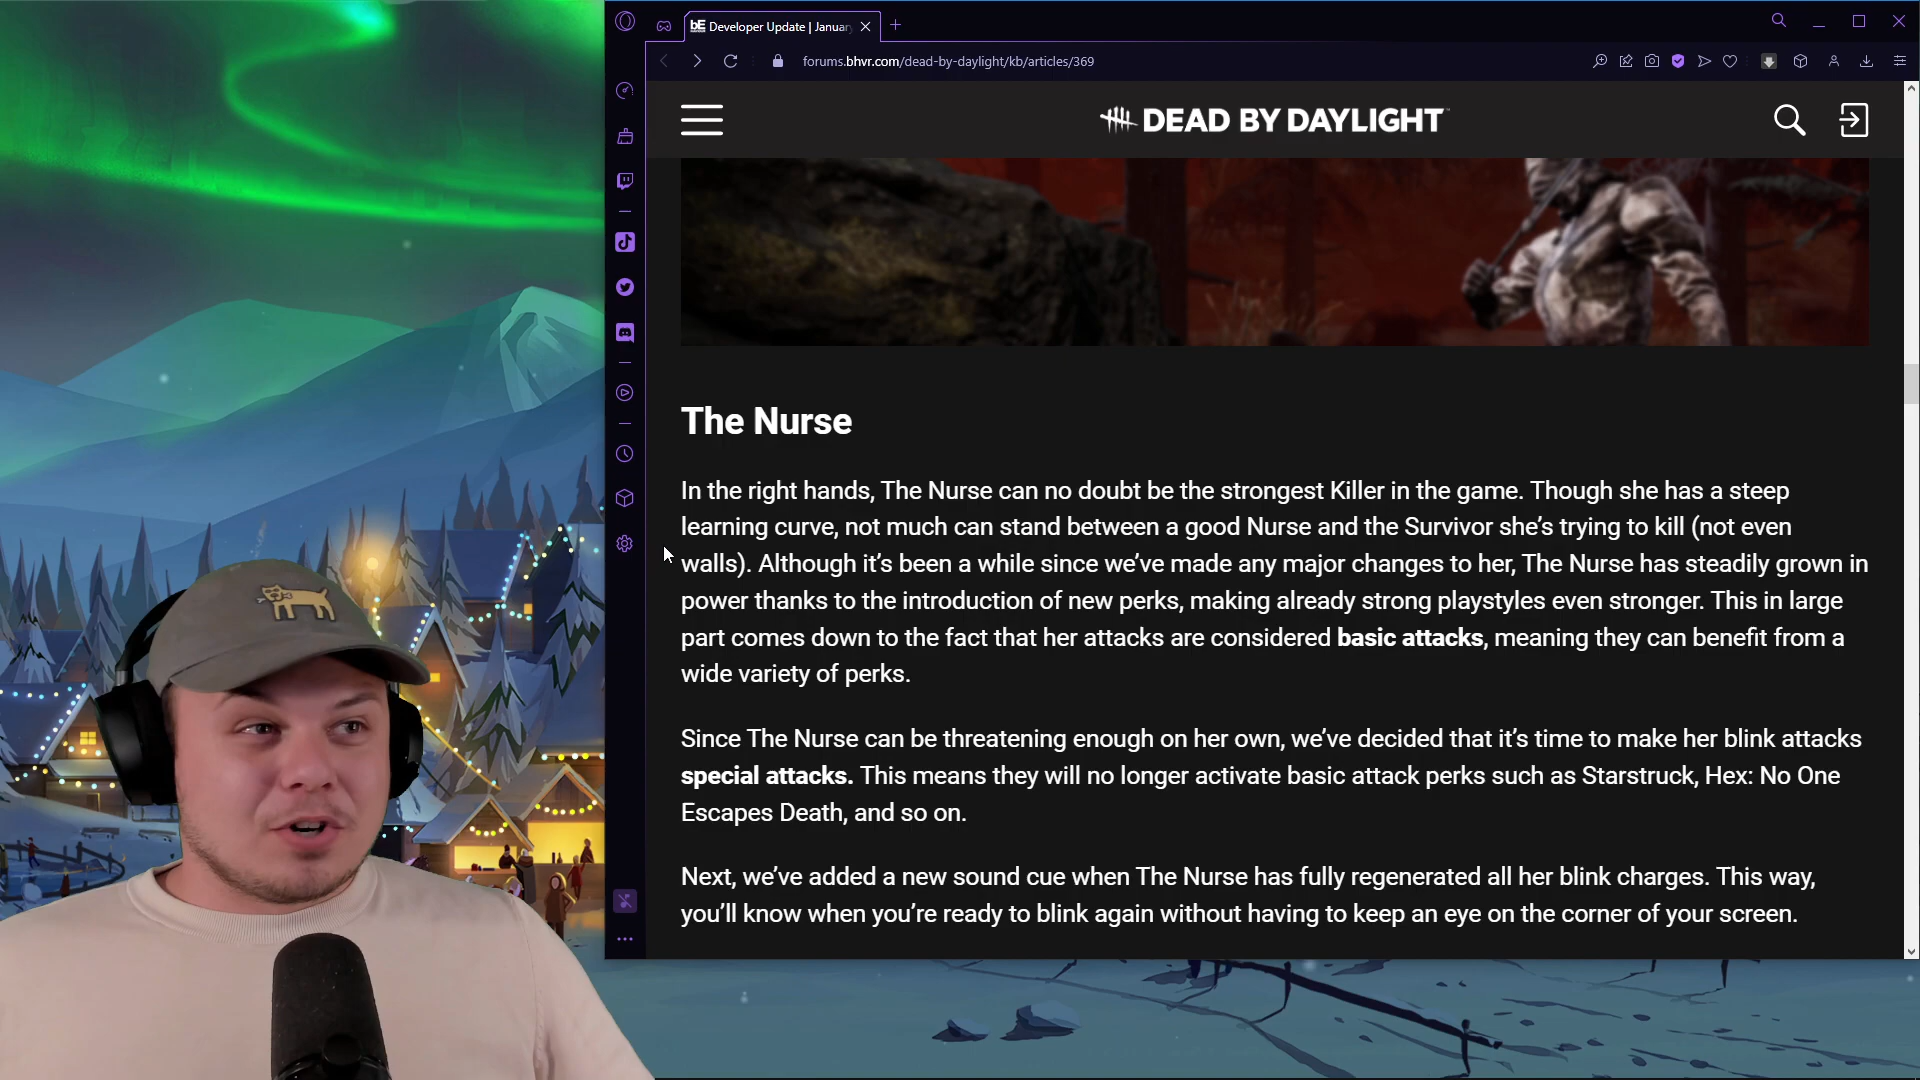 bE Developer Update | Januar
forums.bhvr.com/dead-by-daylight/kb/articles/369
DEAD BY DAYLIGHT
The Nurse
In the right hands, The Nurse can no doubt be the strongest Killer in the game. Though she has a steep
learning curve, not much can stand between a good Nurse and the Survivor she's trying to kill (not even
walls). Although it's been a while since we've made any major changes to her, The Nurse has steadily grown in
power thanks to the introduction of new perks, making already strong playstyles even stronger. This in large
part comes down to the fact that her attacks are considered basic attacks, meaning they can benefit from a
wide variety of perks.
Since The Nurse can be threatening enough on her own, we've decided that it's time to make her blink attacks
special attacks. This means they will no longer activate basic attack perks such as Starstruck, Hex: No One
Escapes Death, and so on.
Next, we've added a new sound cue when The Nurse has fully regenerated all her blink charges. This way,
you'll know when you're ready to blink again without having to keep an eye on the corner of your screen.